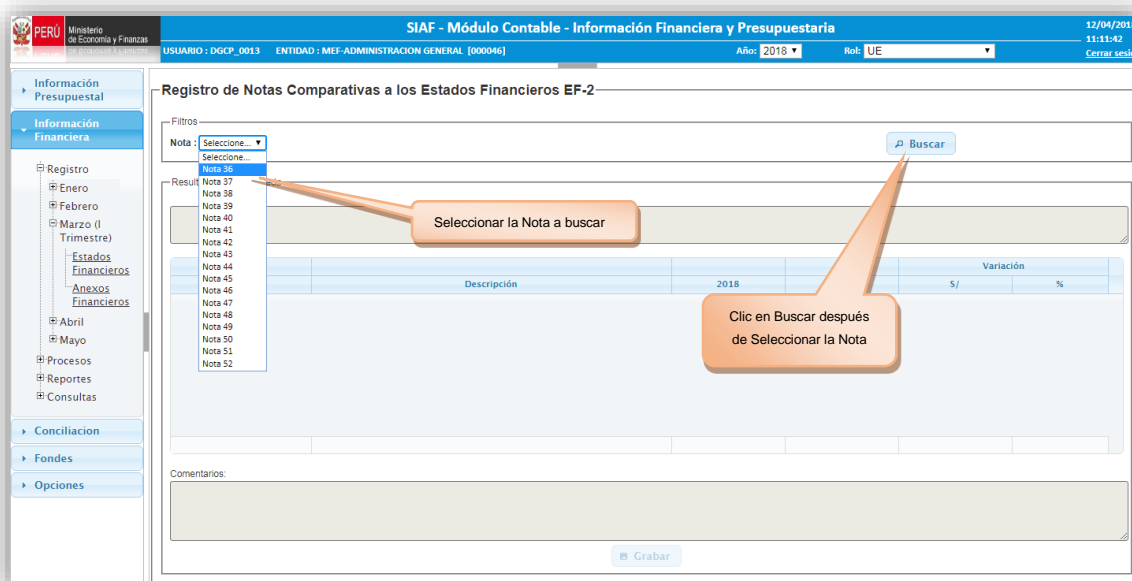 PERÚ Ministerio
de Economía y Finanzas
SIAF - Módulo Contable - Información Financiera y Presupuestaria
12/04/201
11:11:42
USUARIO : DGCP_0013 ENTIDAD : MEF-ADMINISTRACION GENERAL [000046] Año: 2018 Rol: UE Cerrar sesi
Información
Presupuestal
Información
Financiera
Registro
Enero
Febrero
Marzo (I
Trimestre)
Estados
Financieros
Anexos
Financieros
Abril
Mayo
Procesos
Reportes
Consultas
Conciliacion
Fondes
Opciones
Registro de Notas Comparativas a los Estados Financieros EF-2
Filtros
Nota : Seleccione...
Buscar
Seleccione...
Nota 36
Nota 37
Nota 38
Nota 39
Nota 40
Nota 41
Nota 42
Nota 43
Nota 44
Nota 45
Nota 46
Nota 47
Nota 48
Nota 49
Nota 50
Nota 51
Nota 52
Result
Seleccionar la Nota a buscar
Variación
Descripción 2018 S/ %
Clic en Buscar después
de Seleccionar la Nota
Comentarios:
Grabar